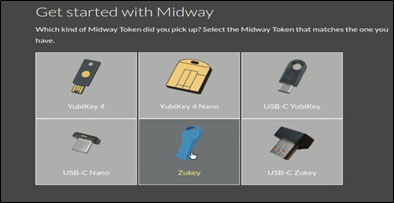 Get started with Midway
Which kind of Midway Token did you pick up? Select the Midway Token that matches the one you
have.
YubiKey 4
YubiKey 4 Nano
USB-C YubiKey
USB-C Nano
Zukey
USB-C Zukey